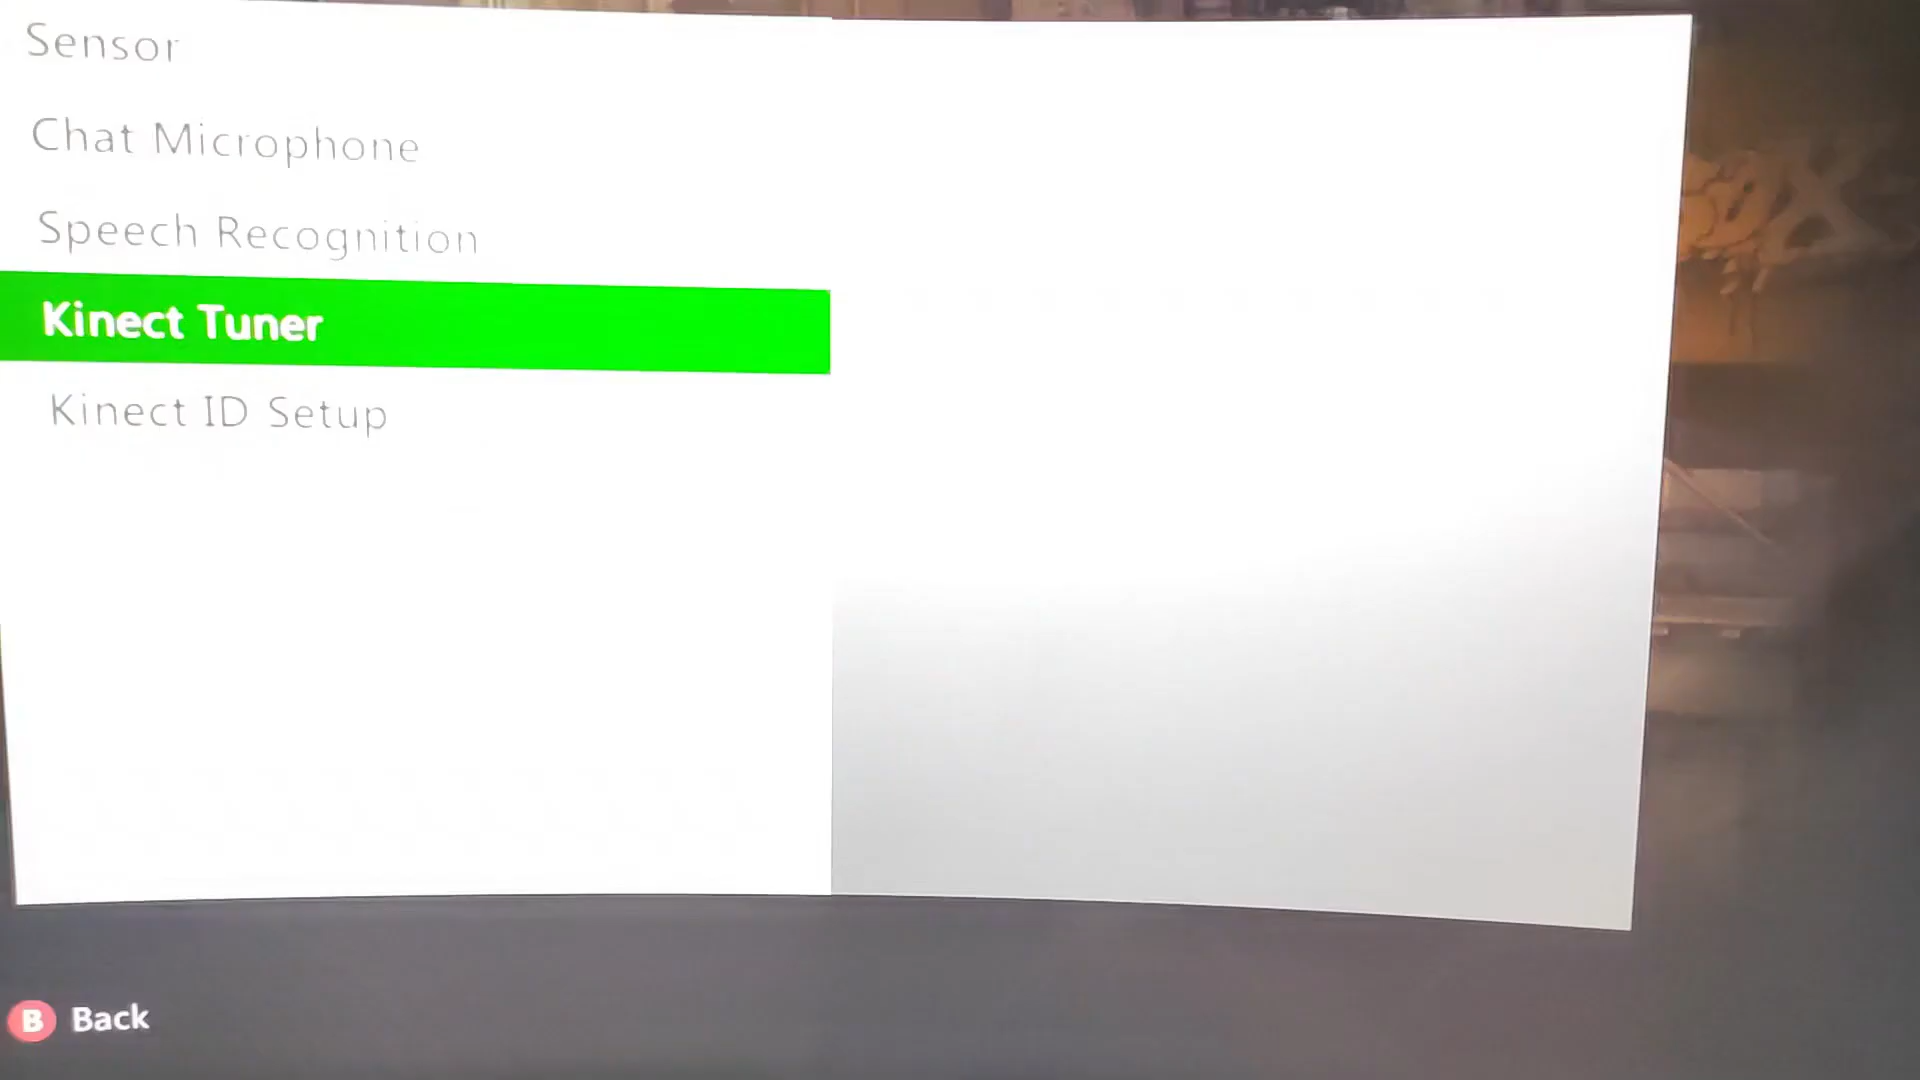 Sensor
Chat Microphone
Speech Recognition
Kinect Tuner
Kinect ID Setup
B Back